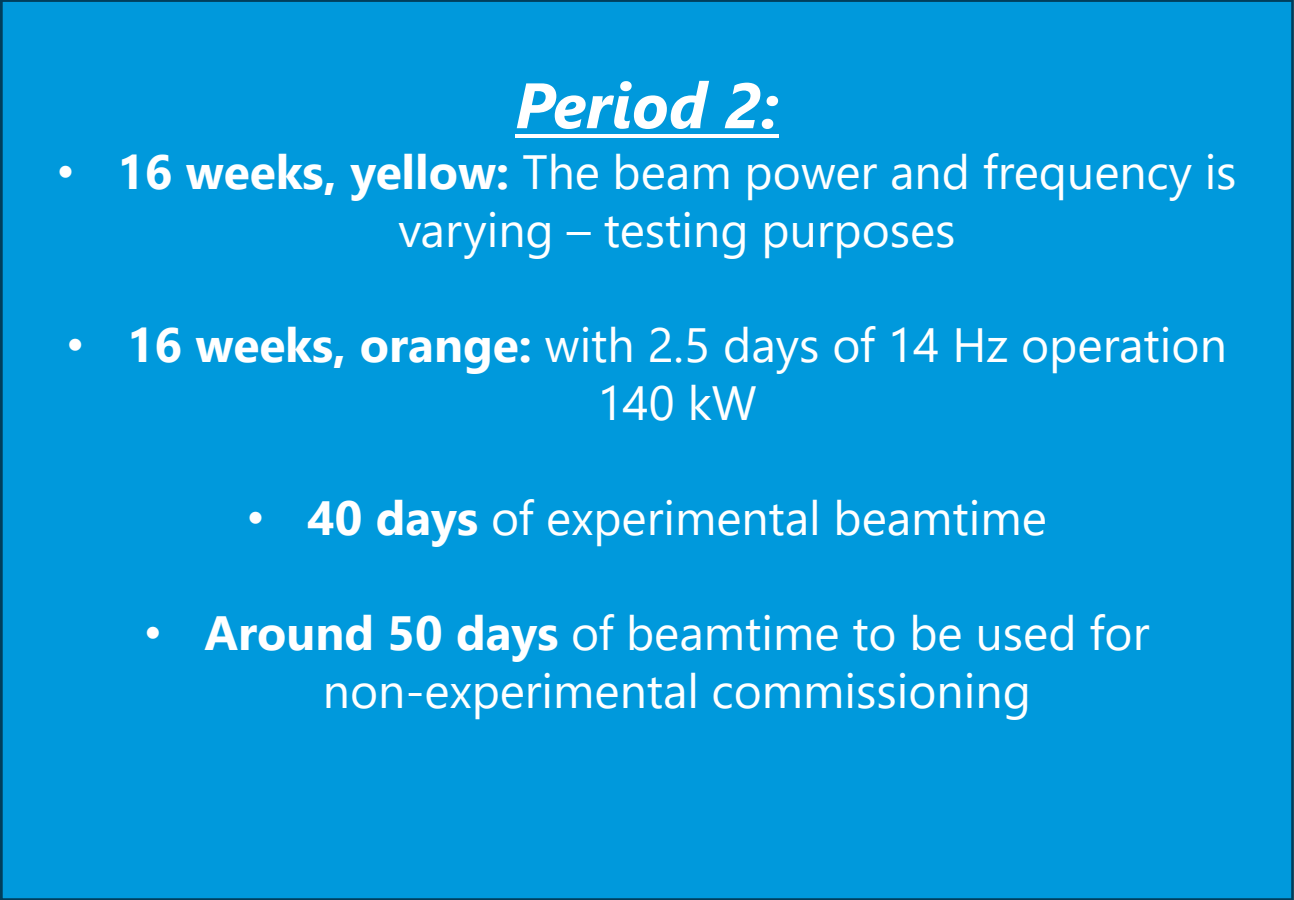 Period 2:
• 16 weeks, yellow: The beam power and frequency is
varying – testing purposes
• 16 weeks, orange: with 2.5 days of 14 Hz operation
140 kW
• 40 days of experimental beamtime
• Around 50 days of beamtime to be used for
non-experimental commissioning